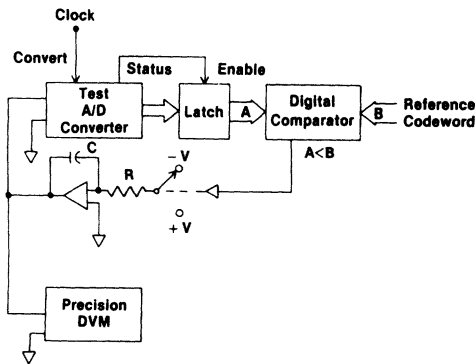 Clock
Convert
Status
Enable
Test
A/D
Converter
Latch
A
Digital
Comparator
B
Reference
Codeword
A<B
C
R
– V
+ V
Precision
DVM